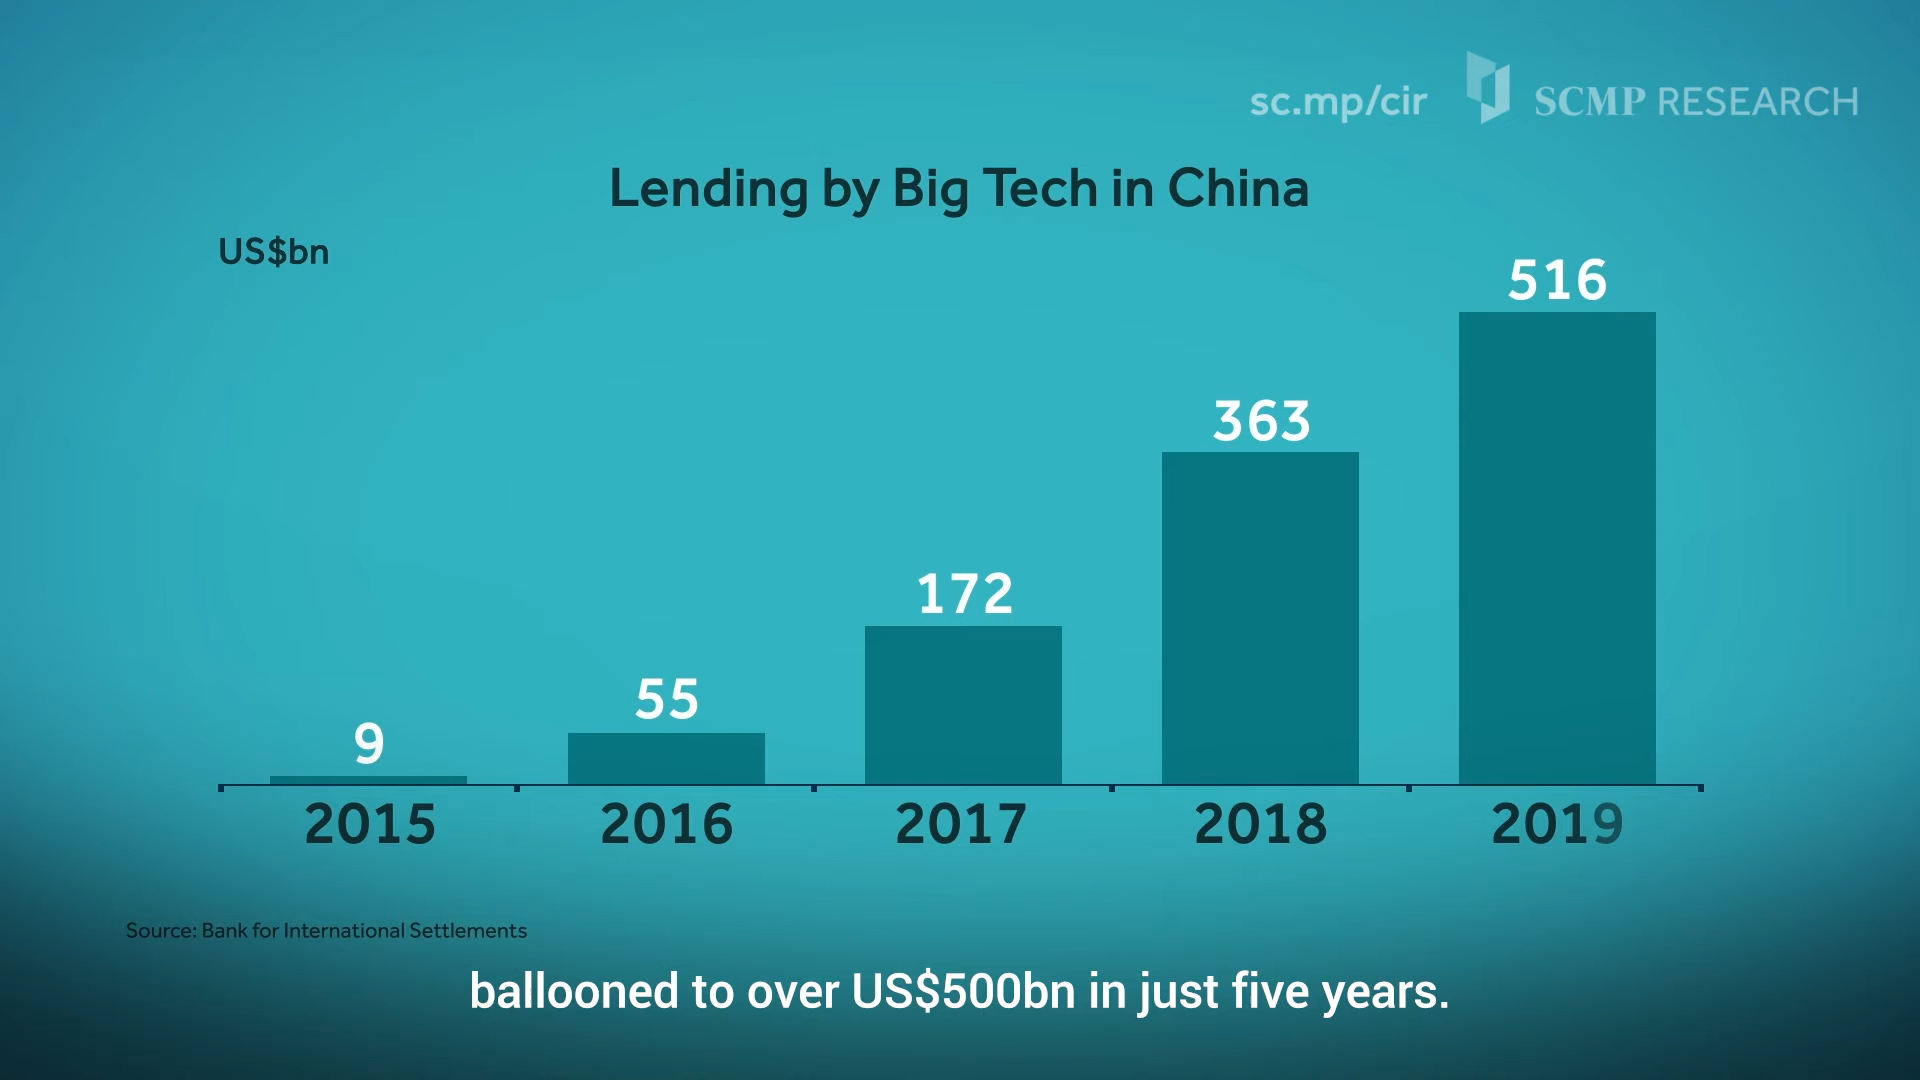 sc.mp/cir SCMP RESEARCH
Lending by Big Tech in China
US$bn
516
363
172
55
9
2015 2016 2017 2018 2019
Source: Bank for International Settlements
ballooned to over US$500bn in just five years.